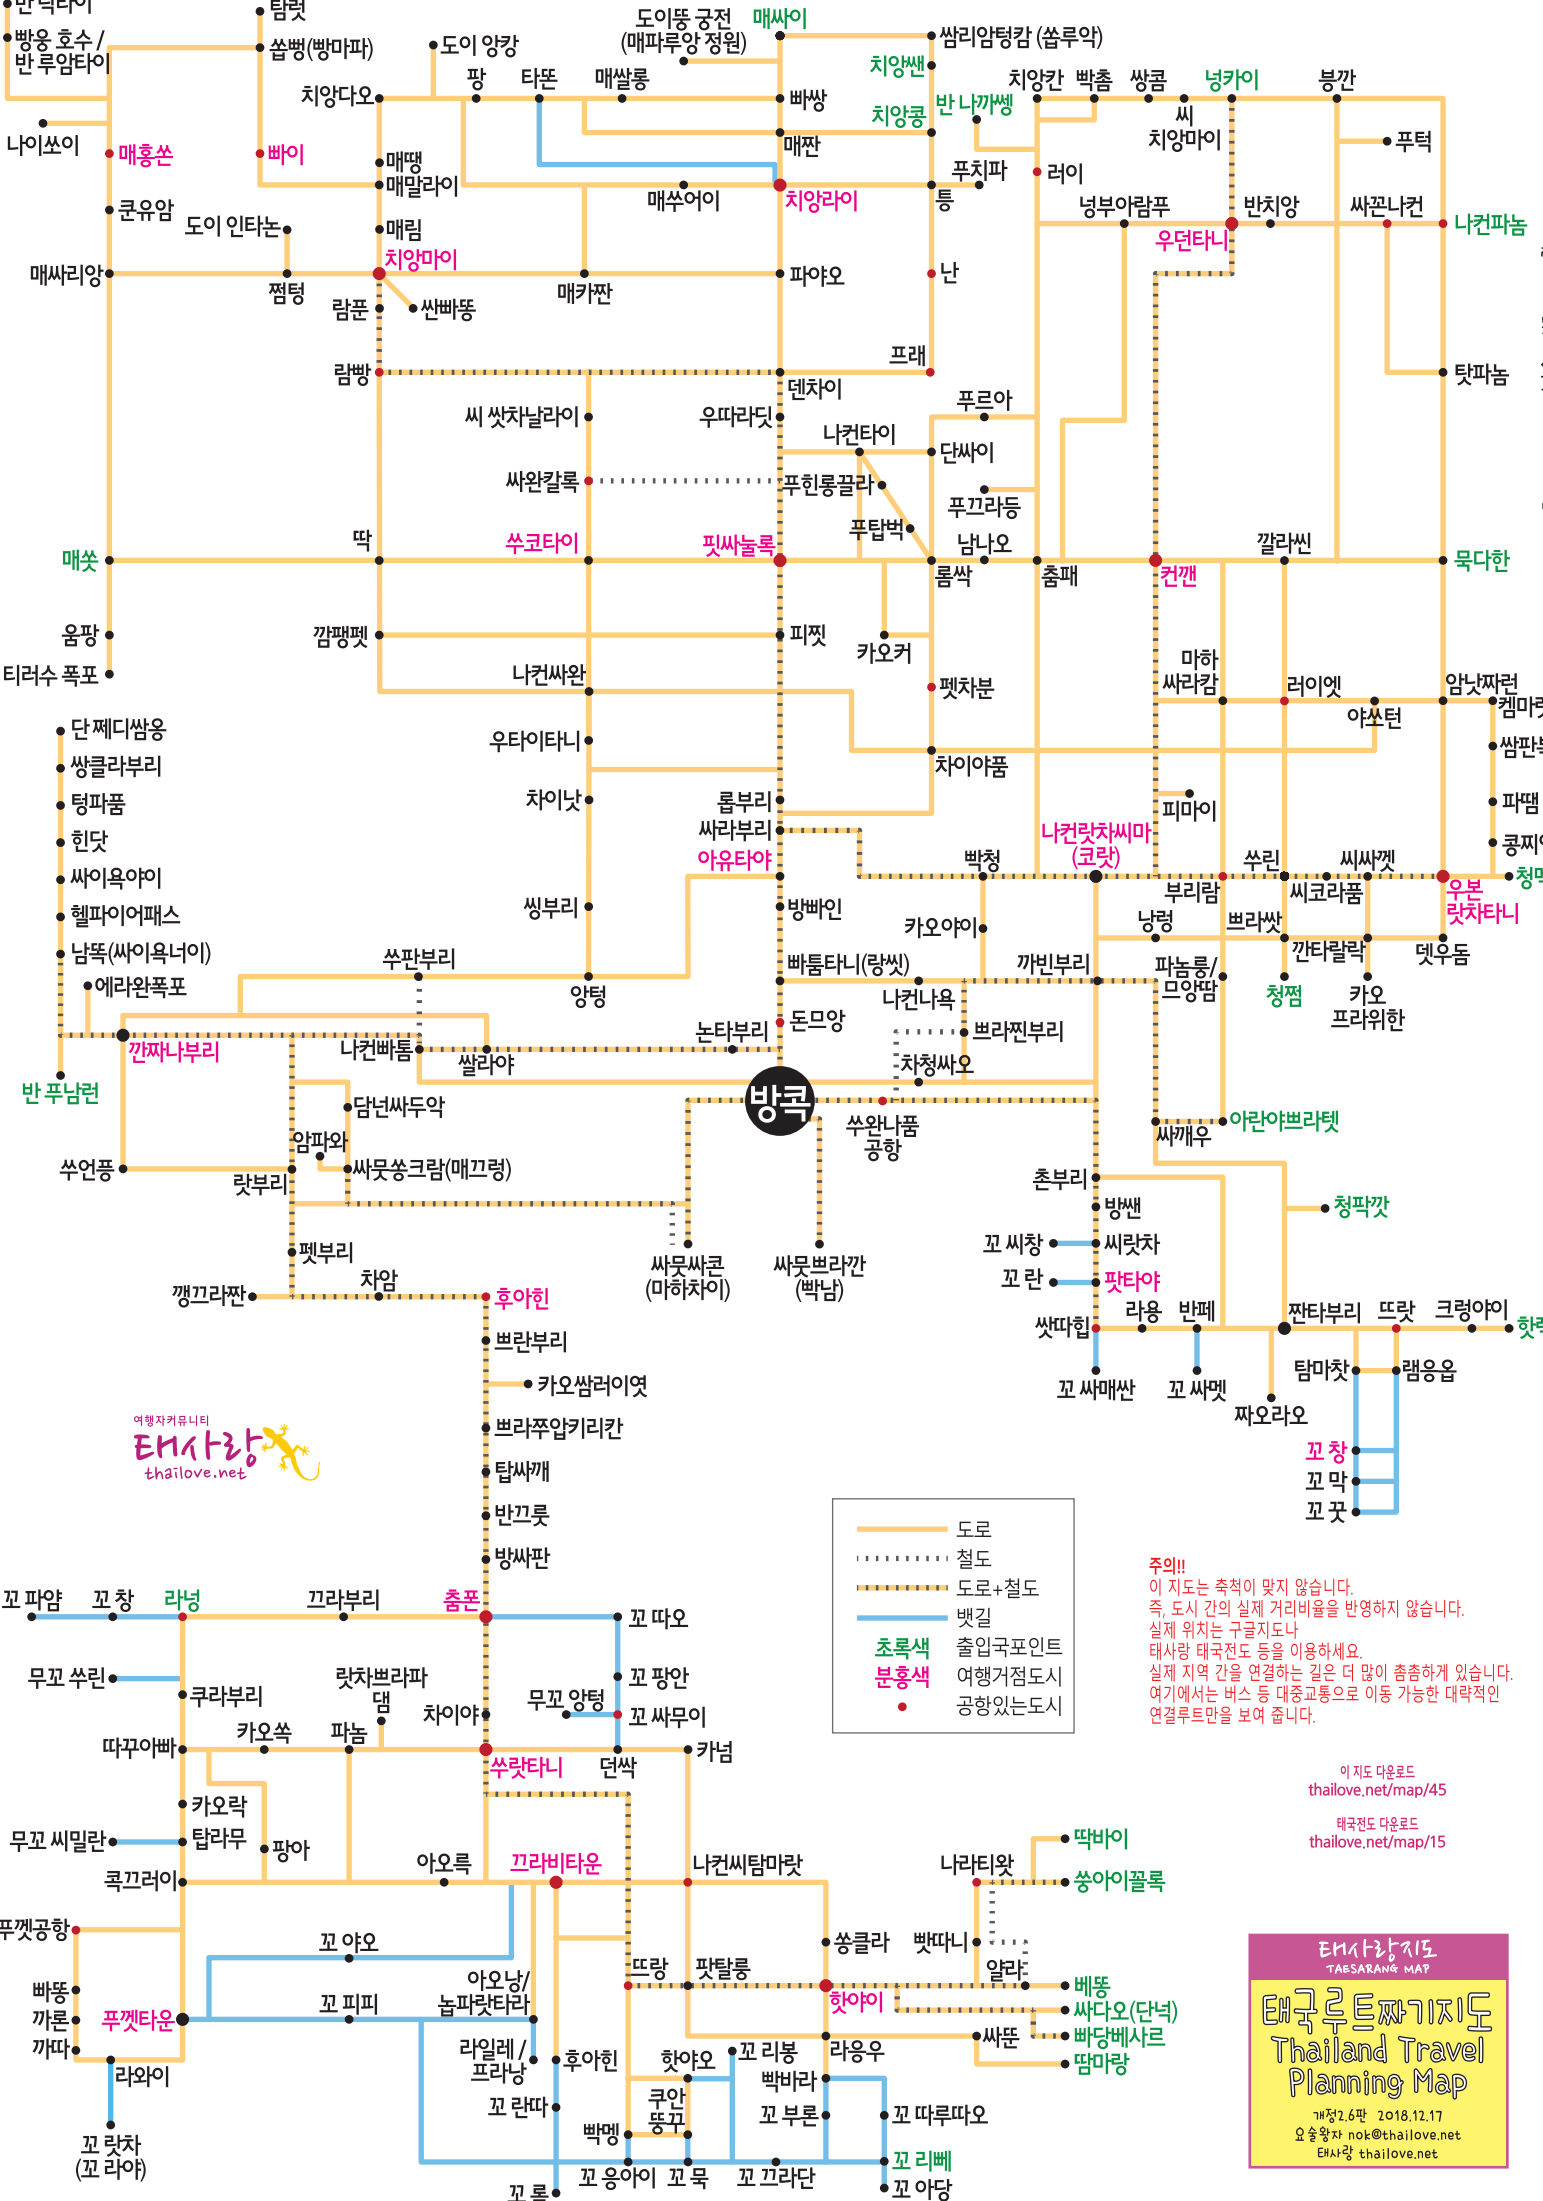 반 락타이
탐럿
빵웅 호수 /
반 루암타이
쏩뻥(빵마파)
도이 앙캉
도이뚱 궁전
(매파루앙 정원)
매싸이
쌈리암텅캄 (쏩루악)
치앙쌘
치앙다오
팡
타똔
매쌀롱
빠쌍
치앙콩
반 나까쎙
치앙칸
빡촘
쌍콤
넝카이
붕깐
씨
치앙마이
푸턱
나이쏘이
매홍쏜
빠이
매땡
매말라이
매짠
매쑤어이
치앙라이
푸치파
틍
러이
쿤유암
도이 인타논
매림
넝부아람푸
우던타니
반치앙
싸꼰나컨
나컨파놈
매싸리앙
쩜텅
치앙마이
매카짠
파야오
난
람푼
싼빠똥
람빵
프래
덴차이
탓파놈
씨 쌋차날라이
우따라딧
푸르아
나컨타이
단싸이
싸완칼록
푸힌롱끌라
푸끄라등
푸탑벅
매쏫
딱
쑤코타이
핏싸눌록
롬싹
남나오
춤패
컨깬
깔라씬
묵다한
움팡
깜팽펫
피찟
카오커
티러수 폭포
나컨싸완
펫차분
마하
싸라캄
러이엣
야쏘턴
암낫짜런
단 쩨디쌈옹
쌍클라부리
텅파품
힌닷
싸이욕야이
헬파이어패스
남똑(싸이욕너이)
에라완폭포
우타이타니
차이야품
차이낫
롭부리
싸라부리
아유타야
피마이
파땜
나컨랏차씨마
(코랏)
빡청
부리람
쑤린
씨코라품
씨싸껫
우본
랏차타니
씽부리
방빠인
카오야이
낭렁
쁘라쌋
깐타랄락
뎃우돔
쑤판부리
앙텅
빠툼타니(랑씻)
나컨나욕
까빈부리
파놈룽/
므앙땀
청쩜
카오
프라위한
깐짜나부리
나컨빠톰
쌀라야
논타부리
돈므앙
쁘라찐부리
차청싸오
반 푸남런
방콕
담넌싸두악
암파와
싸뭇쏭크람(매끄렁)
쑤완나품
공항
싸깨우
아란야쁘라텟
쑤언픙
랏부리
촌부리
방쌘
청팍깟
펫부리
싸뭇싸콘
(마하차이)
싸뭇쁘라깐
(빡남)
꼬 씨창
씨랏차
꼬 란
팟타야
깽끄라짠
차암
후아힌
쌋따힙
라용
반페
짠타부리
뜨랏
크렁야이
쁘란부리
꼬 싸매싼
꼬 싸멧
짜오라오
탐마찻
램응옵
카오쌈러이엿
쁘라쭈압키리칸
탑싸깨
반끄룻
방싸판
꼬 창
꼬 막
꼬 꿋
여행자커뮤니티
태사랑
thailove.net
도로
철도
도로+철도
뱃길
초록색 출입국포인트
분홍색 여행거점도시
공항있는도시
주의!!
이 지도는 축척이 맞지 않습니다.
즉, 도시 간의 실제 거리비율을 반영하지 않습니다.
실제 위치는 구글지도나
태사랑 태국전도 등을 이용하세요.
실제 지역 간을 연결하는 길은 더 많이 촘촘하게 있습니다.
여기에서는 버스 등 대중교통으로 이동 가능한 대략적인
연결루트만을 보여 줍니다.
이 지도 다운로드
thailove.net/map/45
태국전도 다운로드
thailove.net/map/15
꼬 파얌
꼬 창
라넝
끄라부리
춤폰
꼬 따오
무꼬 쑤린
쿠라부리
랏차쁘라파
댐
차이야
무꼬 앙텅
꼬 팡안
꼬 싸무이
따꾸아빠
카오쏙
파놈
쑤랏타니
던싹
카넘
카오락
무꼬 씨밀란
탑라무
팡아
콕끄러이
아오륵
끄라비타운
나컨씨탐마랏
나라티왓
딱바이
쑹아이꼴록
푸껫공항
꼬 야오
쏭클라
빳따니
얄라
빠똥
까론
까따
푸껫타운
꼬 피피
아오낭/
놉파랏타라
뜨랑
팟탈룽
핫야이
베똥
싸다오(단넉)
빠당베사르
땀마랑
라와이
라일레 /
프라낭
후아힌
핫야오
꼬 리봉
라응우
싸뚠
꼬 란따
쿠안
뚱꾸
빡바라
꼬 부론
꼬 따루따오
꼬 랏차
(꼬 라야)
빡멩
꼬 응아이
꼬 묵
꼬 끄라단
꼬 리뻬
꼬 아당
꼬 록
태사랑지도
TAESARANG MAP
태국루트짜기지도
Thailand Travel
Planning Map
개정2.6판 2018.12.17
요술왕자 nok@thailove.net
태사랑 thailove.net